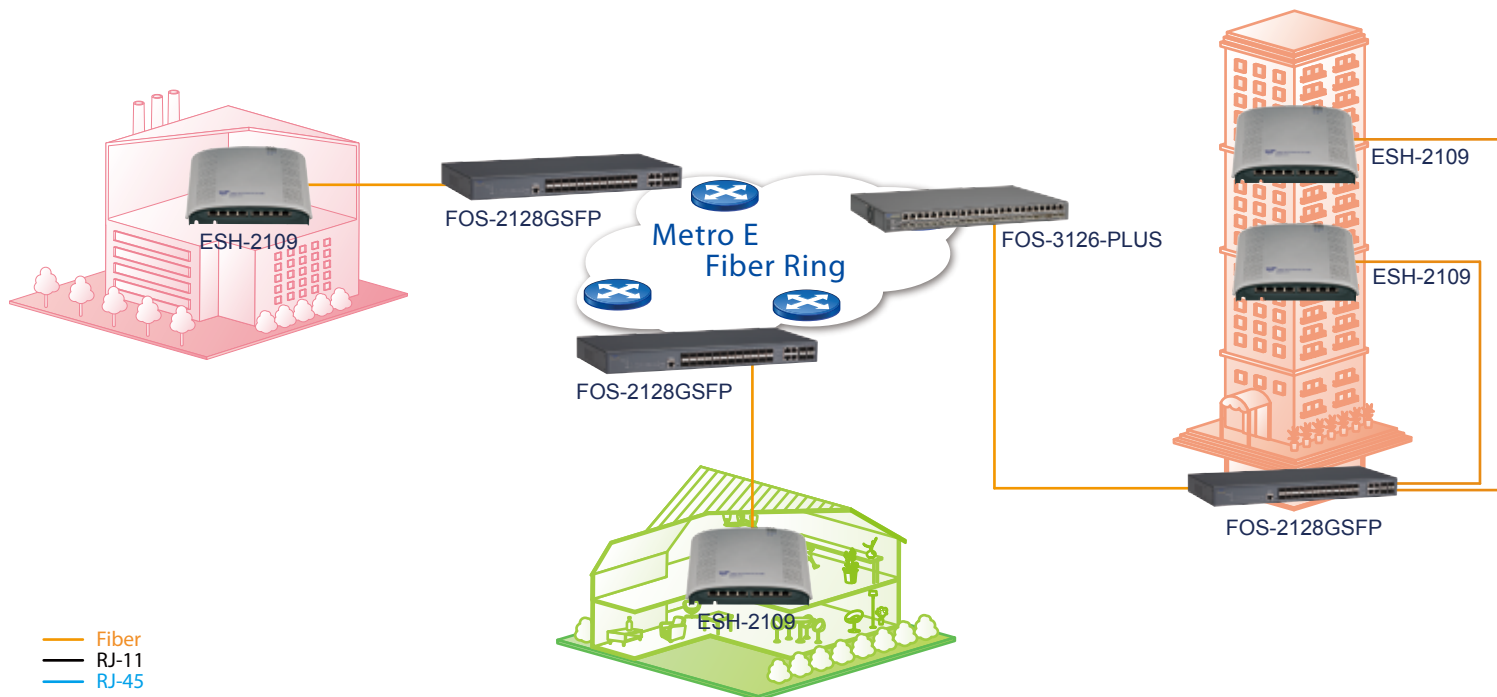 ESH-2109
FOS-2128GSFP
Metro E
Fiber Ring
FOS-3126-PLUS
ESH-2109
ESH-2109
FOS-2128GSFP
FOS-2128GSFP
ESH-2109
Fiber
RJ-11
RJ-45